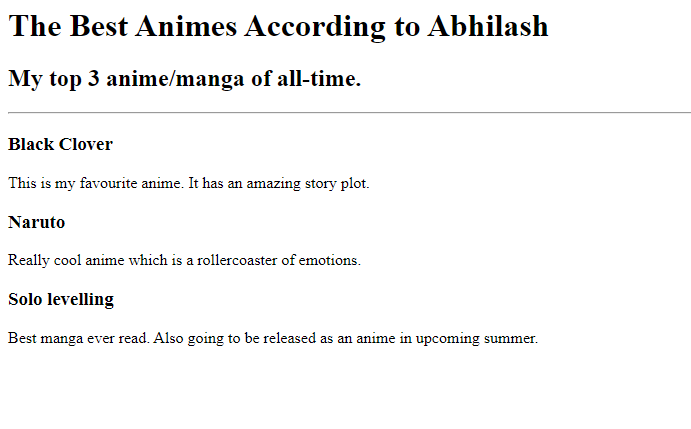 The Best Animes According to Abhilash
My top 3 anime/manga of all-time.
Black Clover
This is my favourite anime. It has an amazing story plot.
Naruto
Really cool anime which is a rollercoaster of emotions.
Solo levelling
Best manga ever read. Also going to be released as an anime in upcoming summer.